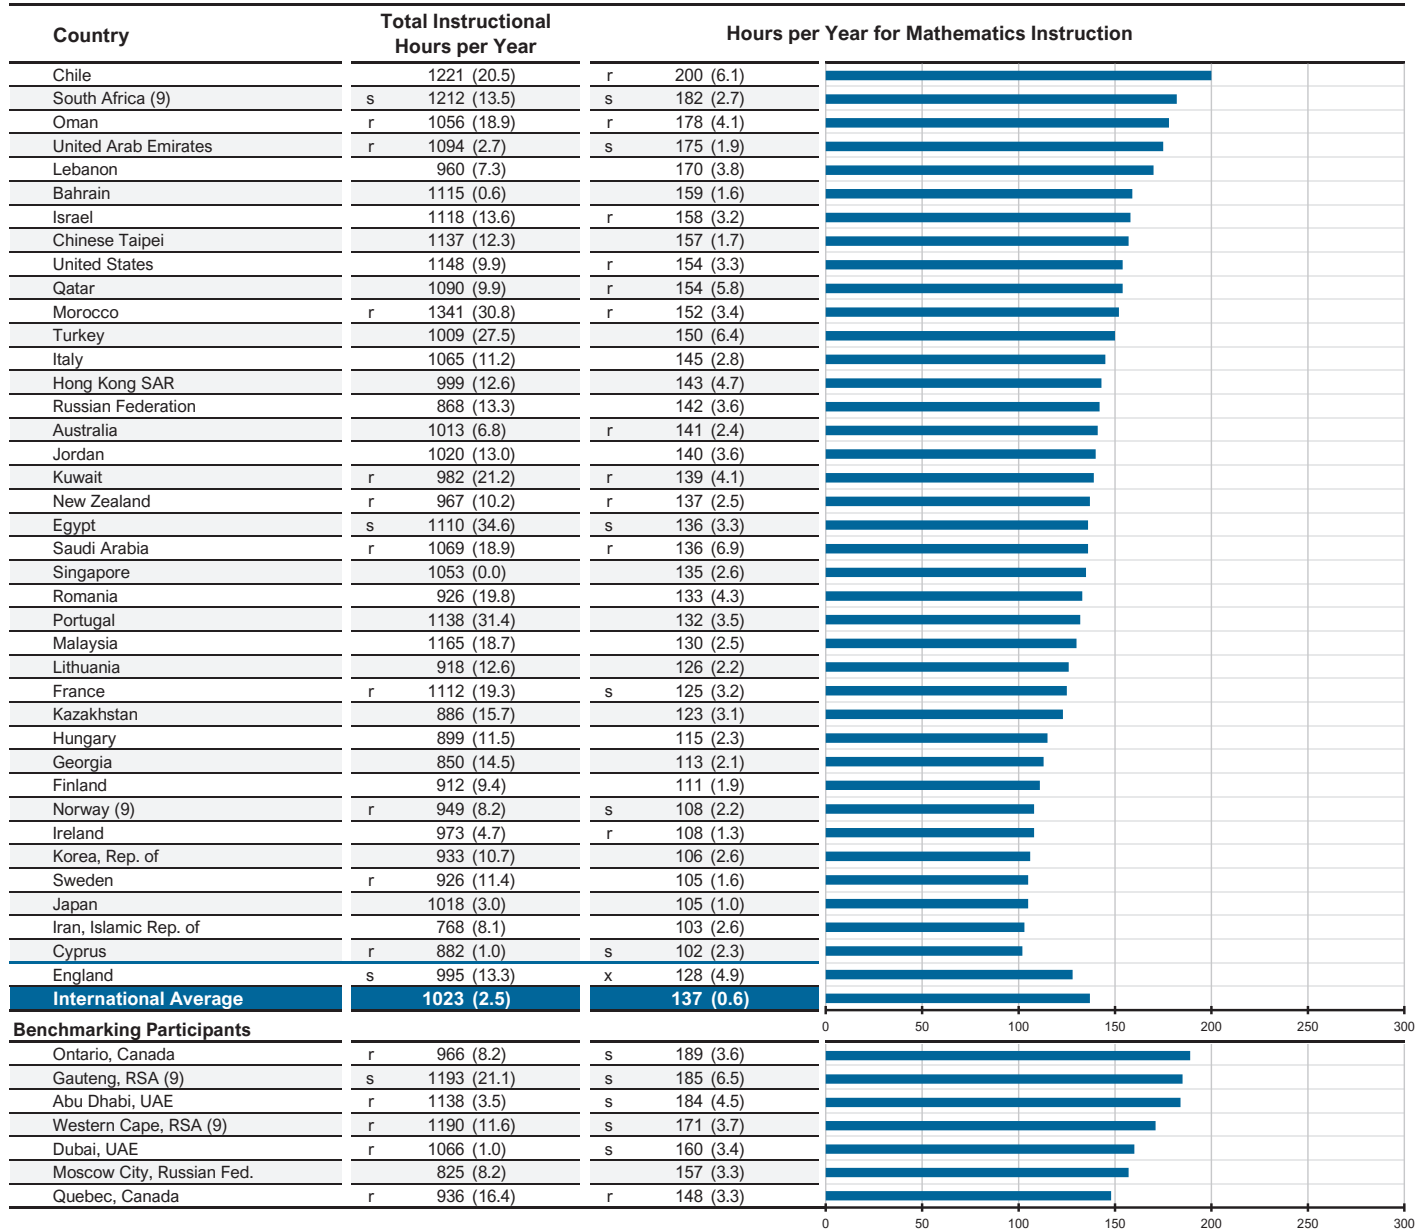 Country Total Instructional Hours per Year Hours per Year for Mathematics Instruction
Chile 1221 (20.5) r 200 (6.1)
South Africa (9) s 1212 (13.5) s 182 (2.7)
Oman r 1056 (18.9) r 178 (4.1)
United Arab Emirates r 1094 (2.7) s 175 (1.9)
Lebanon 960 (7.3) 170 (3.8)
Bahrain 1115 (0.6) 159 (1.6)
Israel 1118 (13.6) r 158 (3.2)
Chinese Taipei 1137 (12.3) 157 (1.7)
United States 1148 (9.9) r 154 (3.3)
Qatar 1090 (9.9) r 154 (5.8)
Morocco r 1341 (30.8) r 152 (3.4)
Turkey 1009 (27.5) 150 (6.4)
Italy 1065 (11.2) 145 (2.8)
Hong Kong SAR 999 (12.6) 143 (4.7)
Russian Federation 868 (13.3) 142 (3.6)
Australia 1013 (6.8) r 141 (2.4)
Jordan 1020 (13.0) 140 (3.6)
Kuwait r 982 (21.2) r 139 (4.1)
New Zealand r 967 (10.2) r 137 (2.5)
Egypt s 1110 (34.6) s 136 (3.3)
Saudi Arabia r 1069 (18.9) r 136 (6.9)
Singapore 1053 (0.0) 135 (2.6)
Romania 926 (19.8) 133 (4.3)
Portugal 1138 (31.4) 132 (3.5)
Malaysia 1165 (18.7) 130 (2.5)
Lithuania 918 (12.6) 126 (2.2)
France r 1112 (19.3) s 125 (3.2)
Kazakhstan 886 (15.7) 123 (3.1)
Hungary 899 (11.5) 115 (2.3)
Georgia 850 (14.5) 113 (2.1)
Finland 912 (9.4) 111 (1.9)
Norway (9) r 949 (8.2) s 108 (2.2)
Ireland 973 (4.7) r 108 (1.3)
Korea, Rep. of 933 (10.7) 106 (2.6)
Sweden r 926 (11.4) 105 (1.6)
Japan 1018 (3.0) 105 (1.0)
Iran, Islamic Rep. of 768 (8.1) 103 (2.6)
Cyprus r 882 (1.0) s 102 (2.3)
England s 995 (13.3) x 128 (4.9)
International Average 1023 (2.5) 137 (0.6)
Benchmarking Participants 0 50 100 150 200 250 300
Ontario, Canada r 966 (8.2) s 189 (3.6)
Gauteng, RSA (9) s 1193 (21.1) s 185 (6.5)
Abu Dhabi, UAE r 1138 (3.5) s 184 (4.5)
Western Cape, RSA (9) r 1190 (11.6) s 171 (3.7)
Dubai, UAE r 1066 (1.0) s 160 (3.4)
Moscow City, Russian Fed. 825 (8.2) 157 (3.3)
Quebec, Canada r 936 (16.4) r 148 (3.3)
0 50 100 150 200 250 300